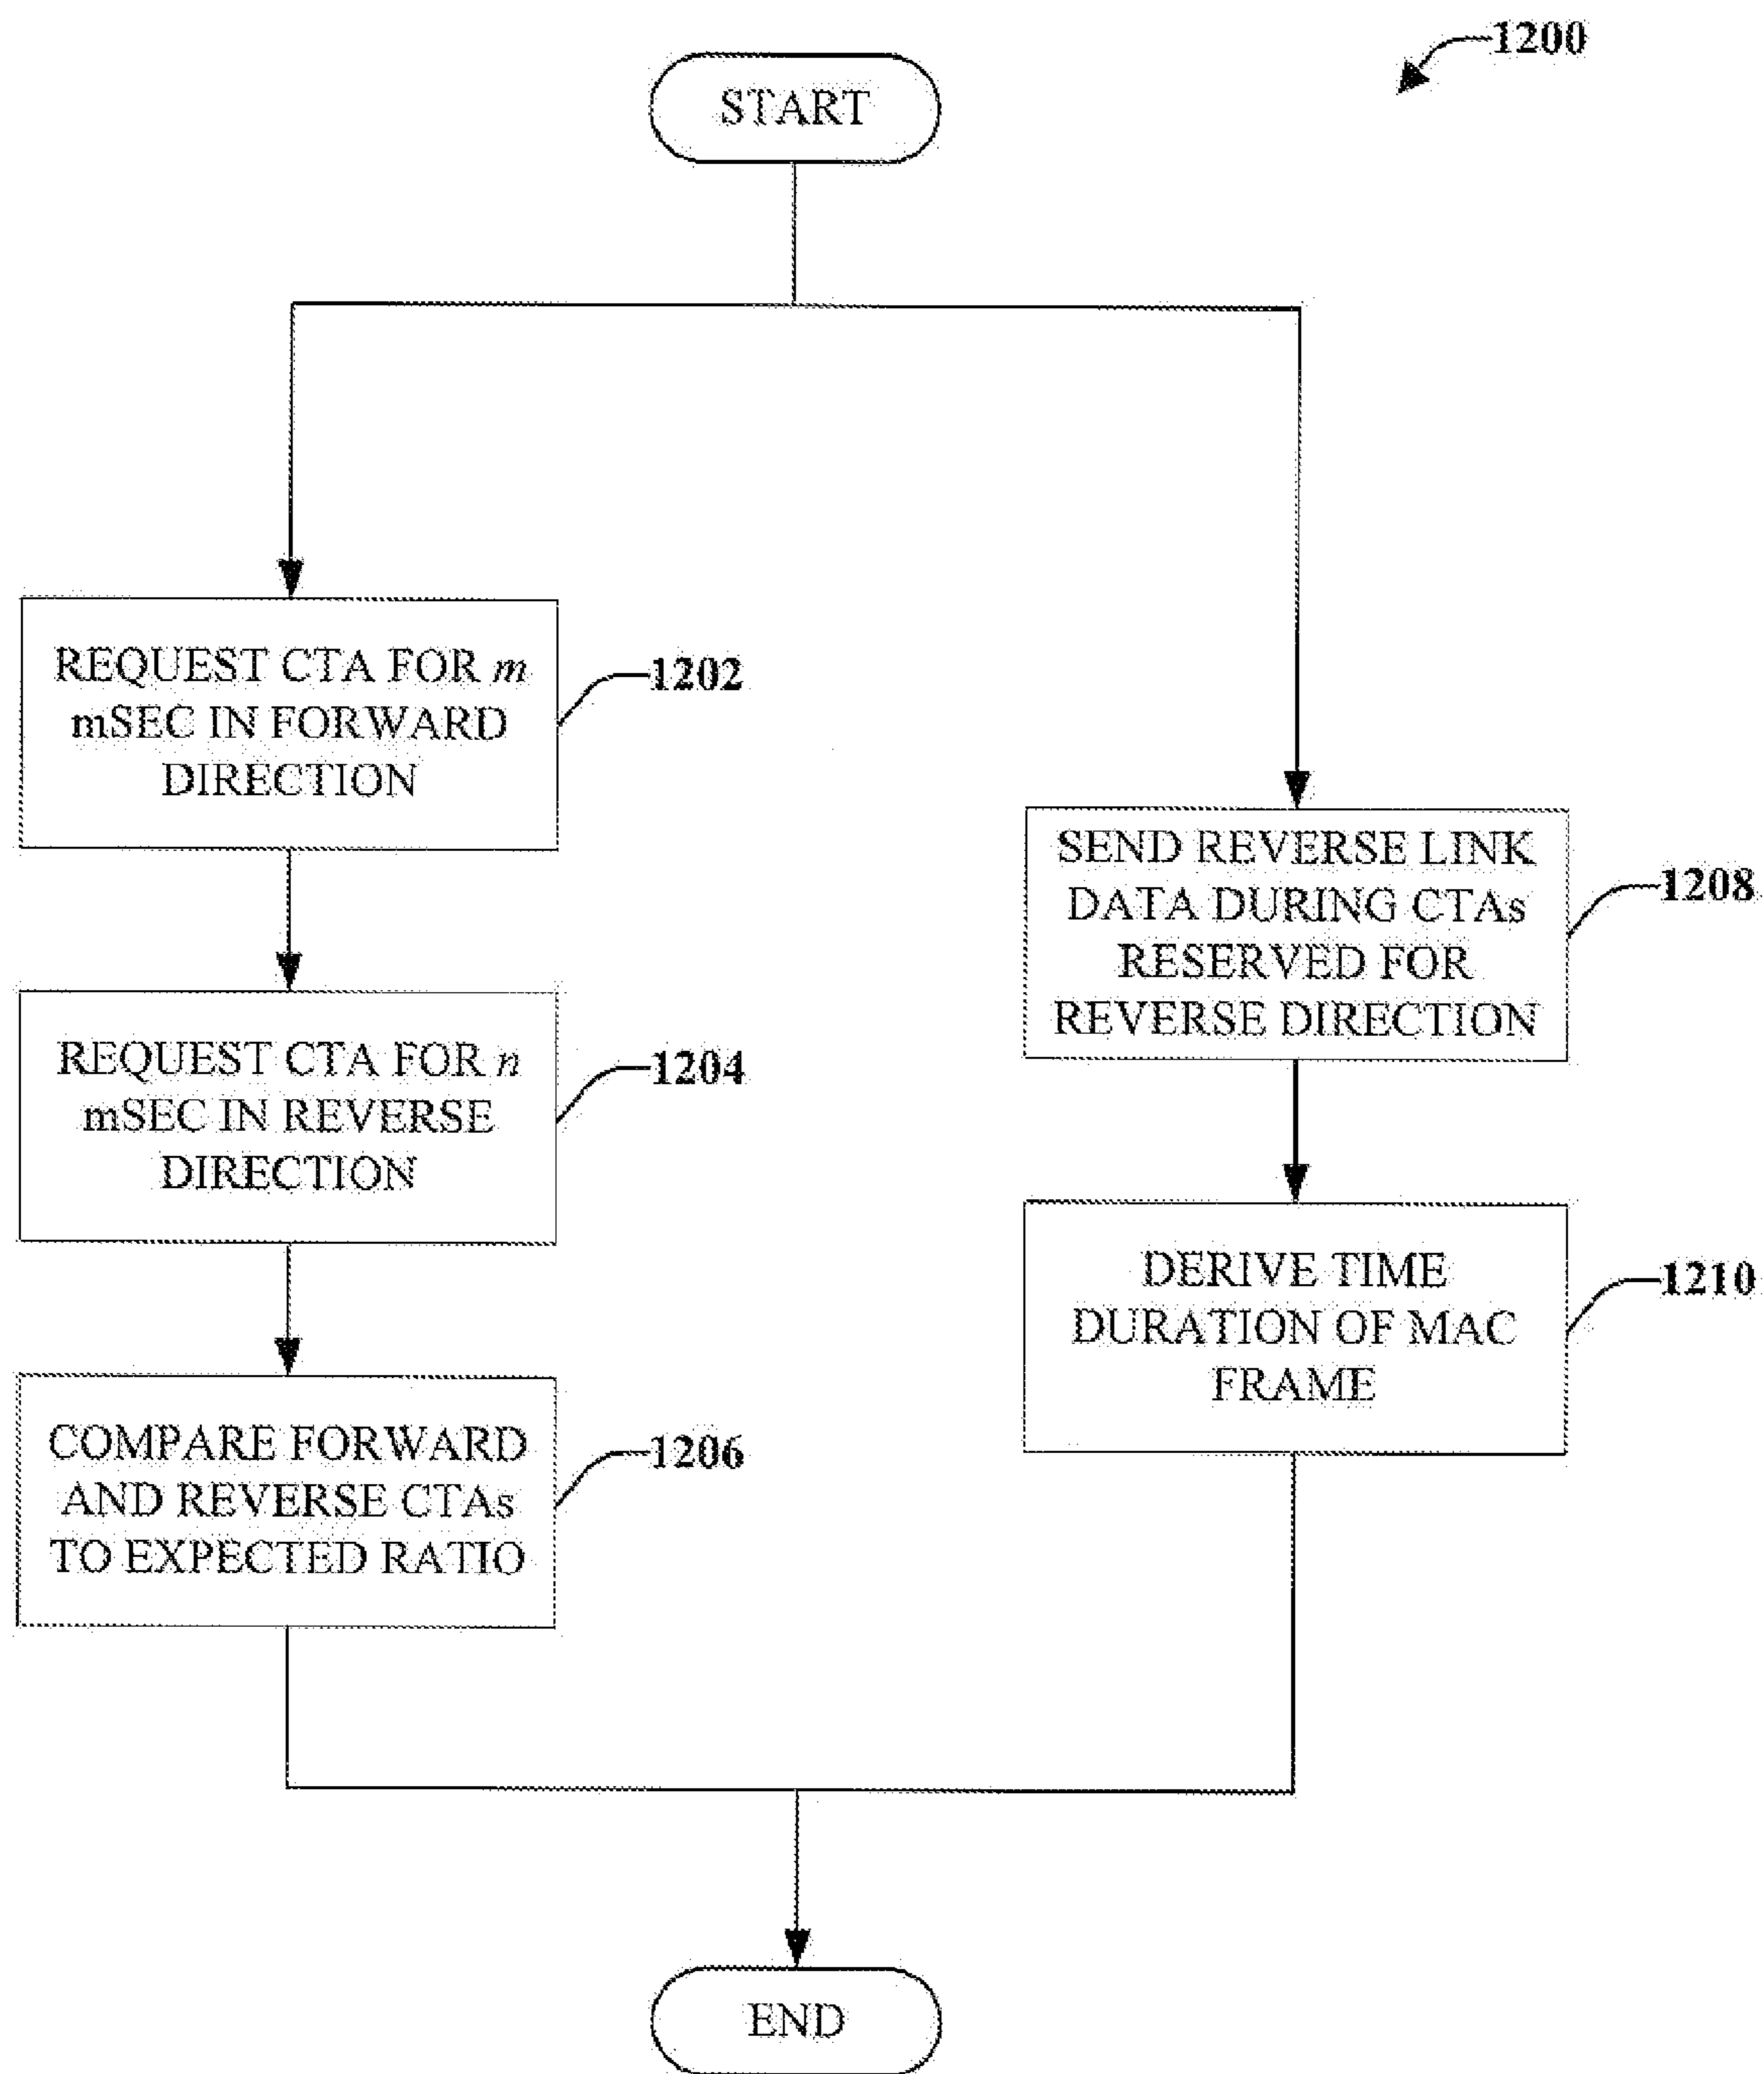 1200
START
REQUEST CTA FOR m
mSEC IN FORWARD
DIRECTION
1202
REQUEST CTA FOR n
mSEC IN REVERSE
DIRECTION
1204
COMPARE FORWARD
AND REVERSE CTAs
TO EXPECTED RATIO
1206
SEND REVERSE LINK
DATA DURING CTAs
RESERVED FOR
REVERSE DIRECTION
1208
DERIVE TIME
DURATION OF MAC
FRAME
1210
END